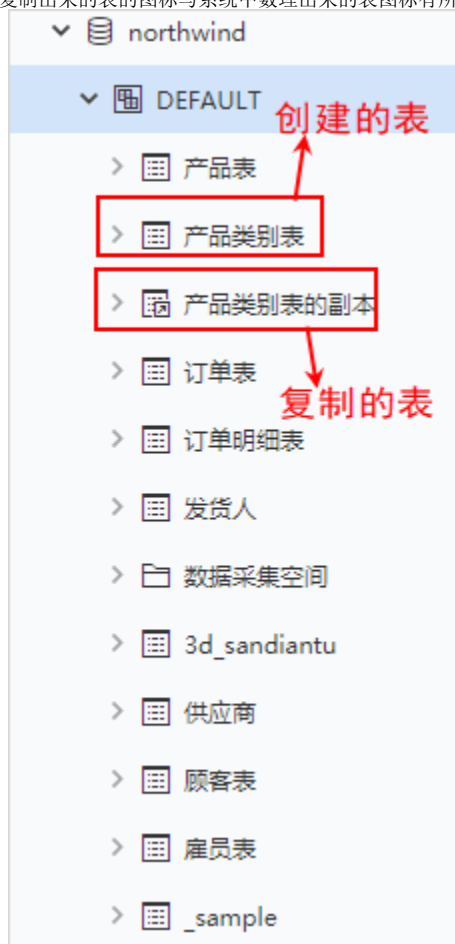 复制出来的表的图标与系统中数理出来的表图标有所
northwind
DEFAULT
创建的表
产品表
产品类别表
产品类别表的副本
订单表
复制的表
订单明细表
发货人
数据采集空间
3d_sandiantu
供应商
顾客表
雇员表
_sample